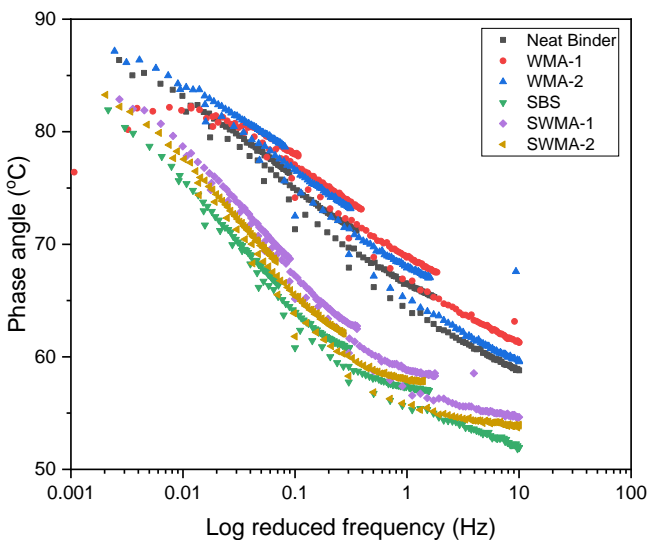 90
80
70
60
50
Phase angle (°C)
0.001
0.01
0.1
1
10
100
Log reduced frequency (Hz)
Neat Binder
WMA-1
WMA-2
SBS
SWMA-1
SWMA-2